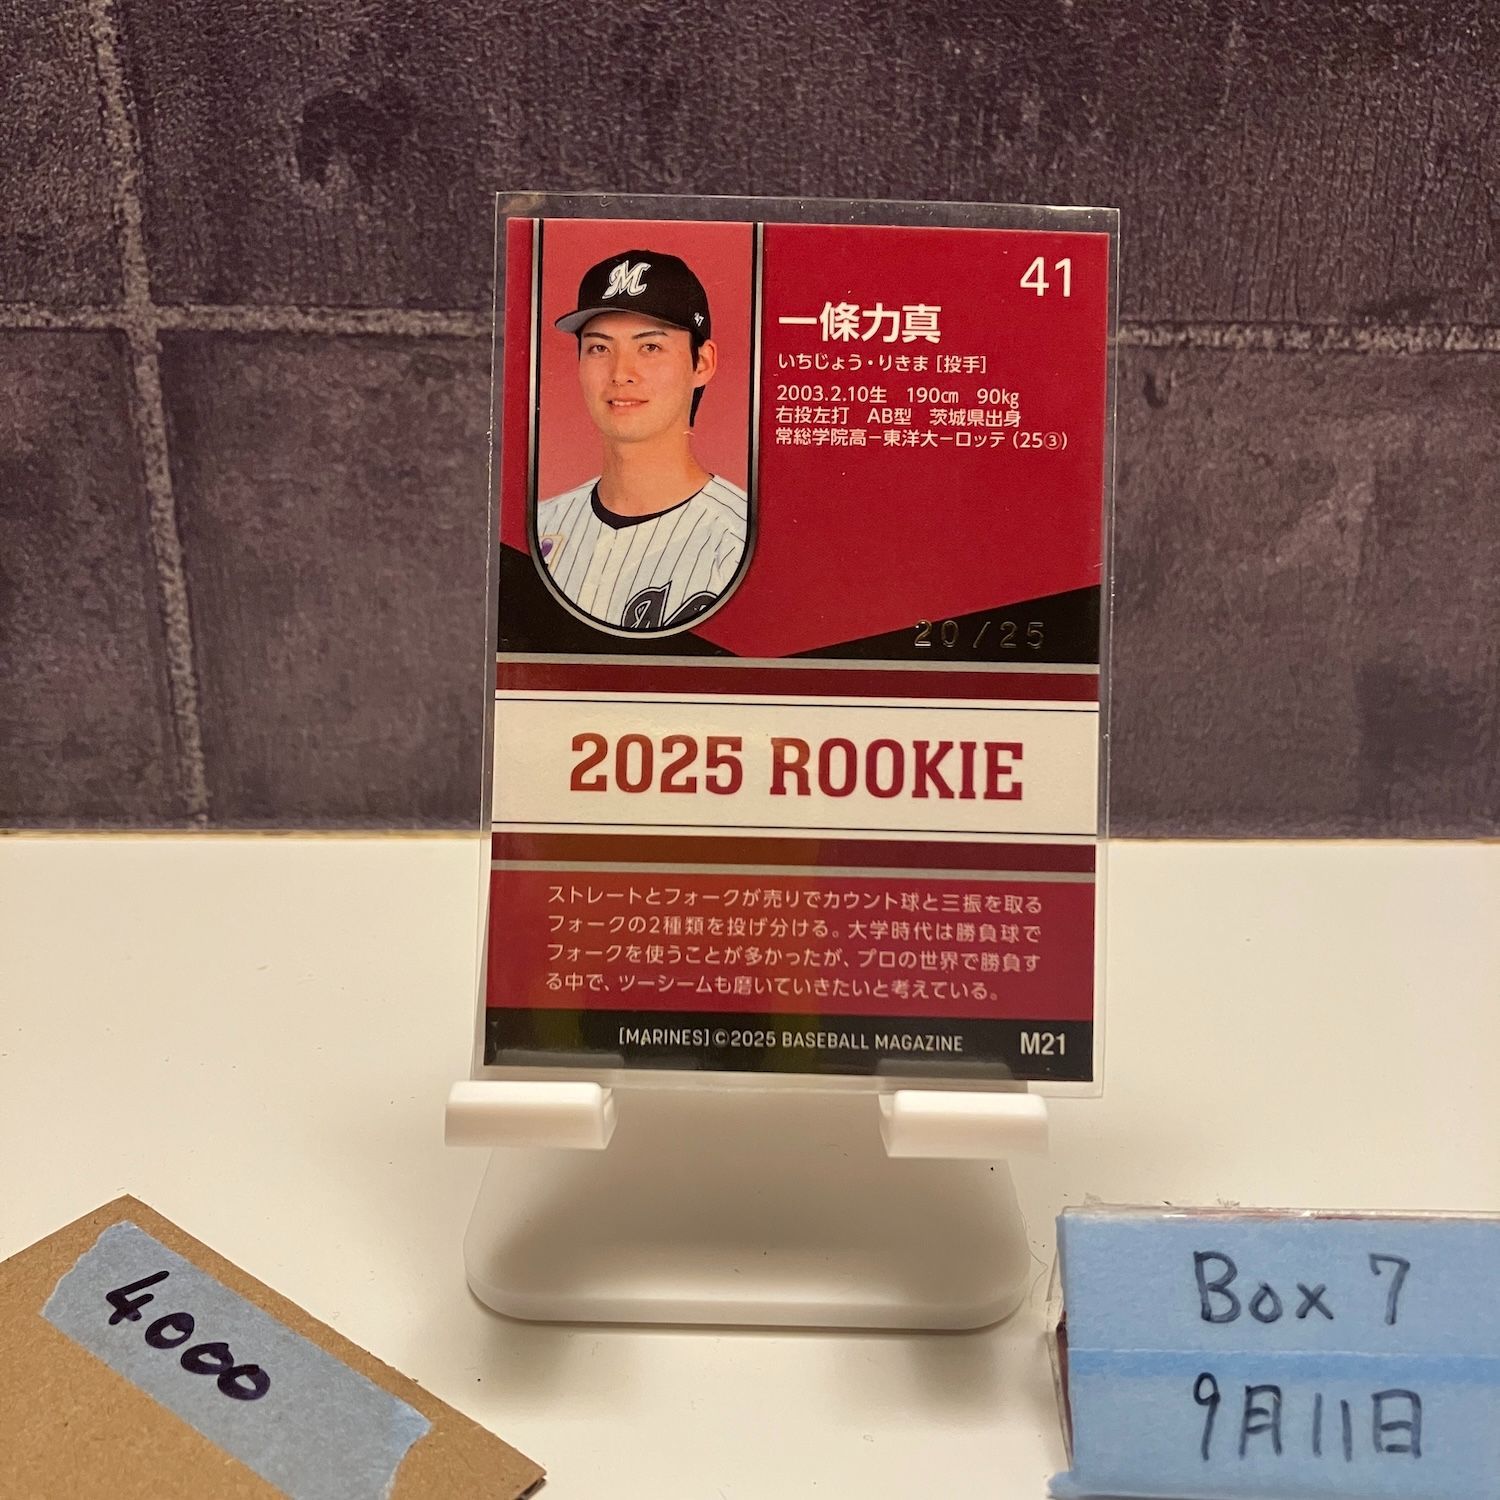 M
47
41
一條力真
いちじょう・りきま [投手]
2003.2.10生 190㎝ 90㎏
右投左打 AB型 茨城県出身
常総学院高－東洋大－ロッテ (25③)
20/25
2025 ROOKIE
ストレートとフォークが売りでカウント球と三振を取る
フォークの2種類を投げ分ける。大学時代は勝負球で
フォークを使うことが多かったが、プロの世界で勝負す
る中で、ツーシームも磨いていきたいと考えている。
[MARINES]©2025 BASEBALL MAGAZINE M21
4000
Box 7
9月11日